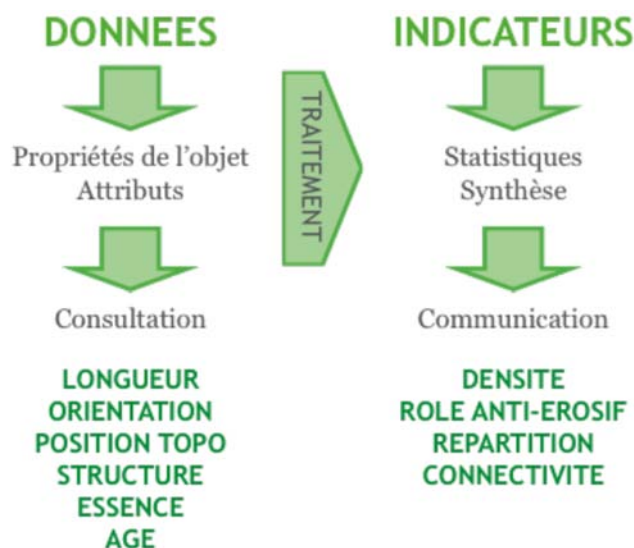 DONNEES
Propriétés de l'objet
Attributs
Consultation
LONGUEUR
ORIENTATION
POSITION TOPO
STRUCTURE
ESSENCE
AGE
TRAITEMENT
INDICATEURS
Statistiques
Synthèse
Communication
DENSITE
ROLE ANTI-EROSIF
REPARTITION
CONNECTIVITE